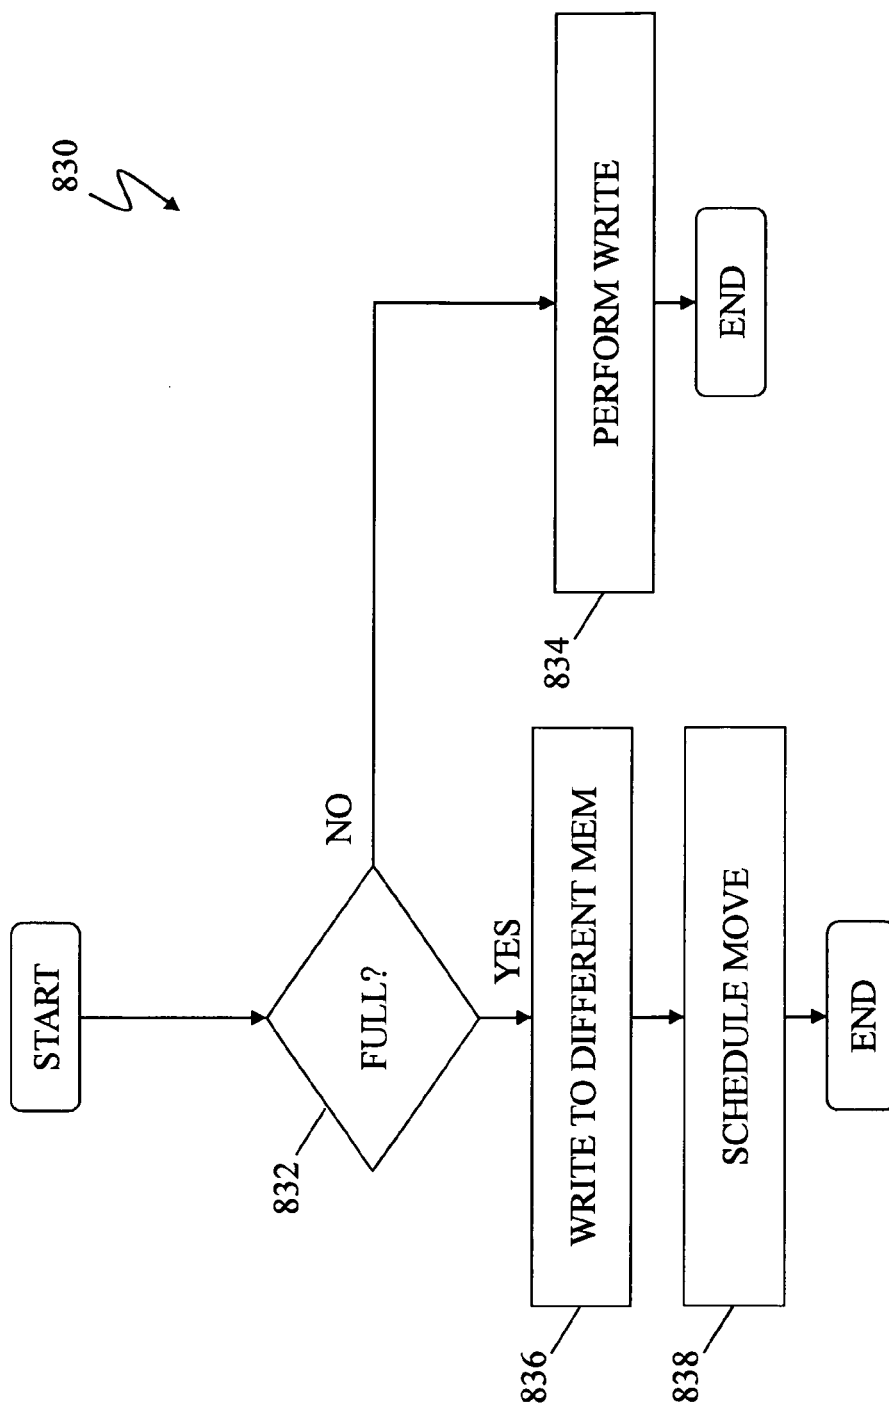 830
START
FULL?
832
NO
YES
WRITE TO DIFFERENT MEM
836
PERFORM WRITE
834
SCHEDULE MOVE
838
END
END